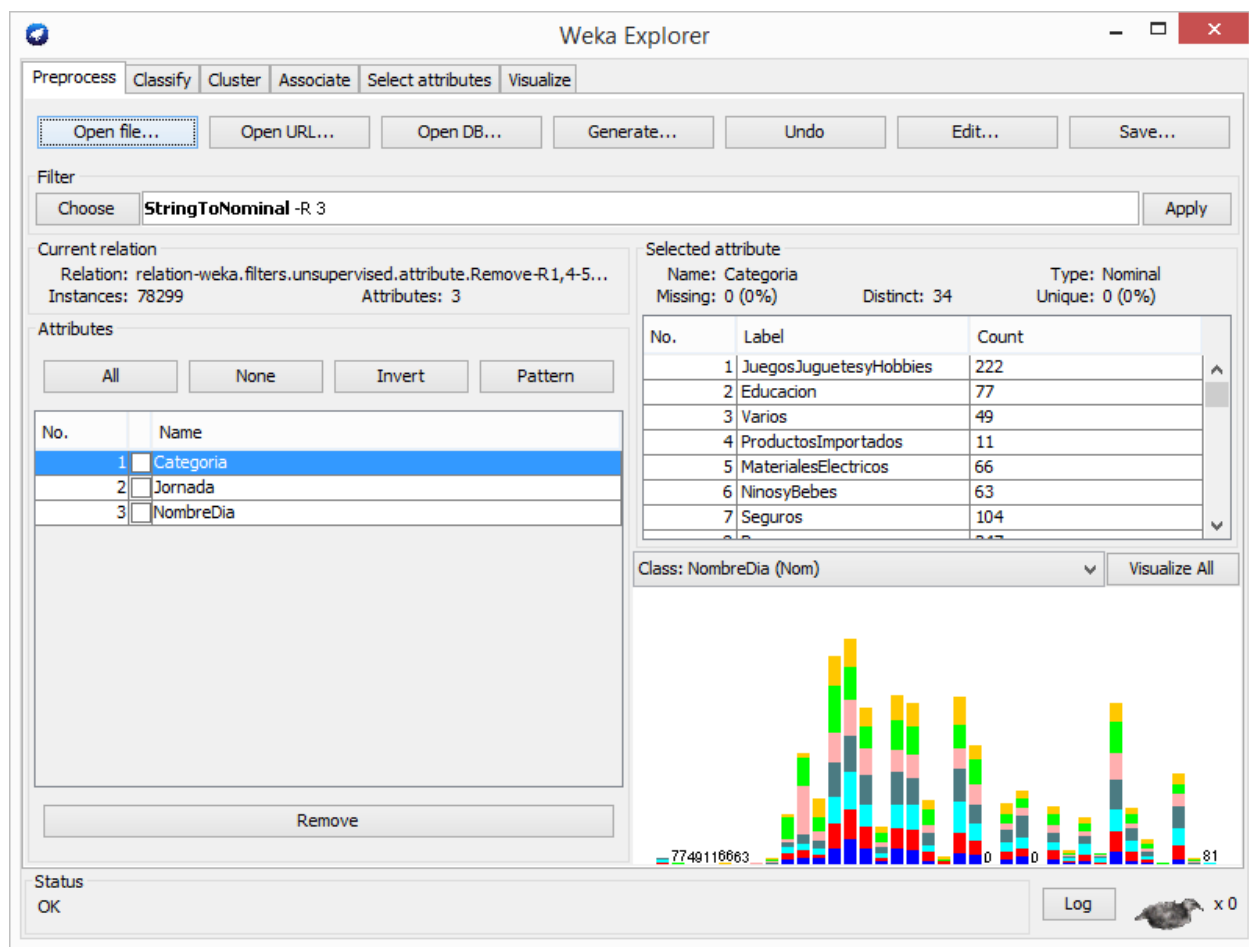 Weka Explorer
Preprocess Classify Cluster Associate Select attributes Visualize
Open file... Open URL... Open DB... Generate... Undo Edit... Save...
Filter
Choose StringToNominal -R 3 Apply
Current relation
Relation: relation-weka.filters.unsupervised.attribute.Remove-R1,4-5...
Instances: 78299 Attributes: 3
Attributes
All None Invert Pattern
No. Name
1 Categoria
2 Jornada
3 NombreDia
Remove
Selected attribute
Name: Categoria Type: Nominal
Missing: 0 (0%) Distinct: 34 Unique: 0 (0%)
No. Label Count
1 JuegosJuguetesyHobbies 222
2 Educacion 77
3 Varios 49
4 ProductosImportados 11
5 MaterialesElectricos 66
6 NinosyBebes 63
7 Seguros 104
Class: NombreDia (Nom) Visualize All
7749116663 0 0 81
Status
OK
Log x 0